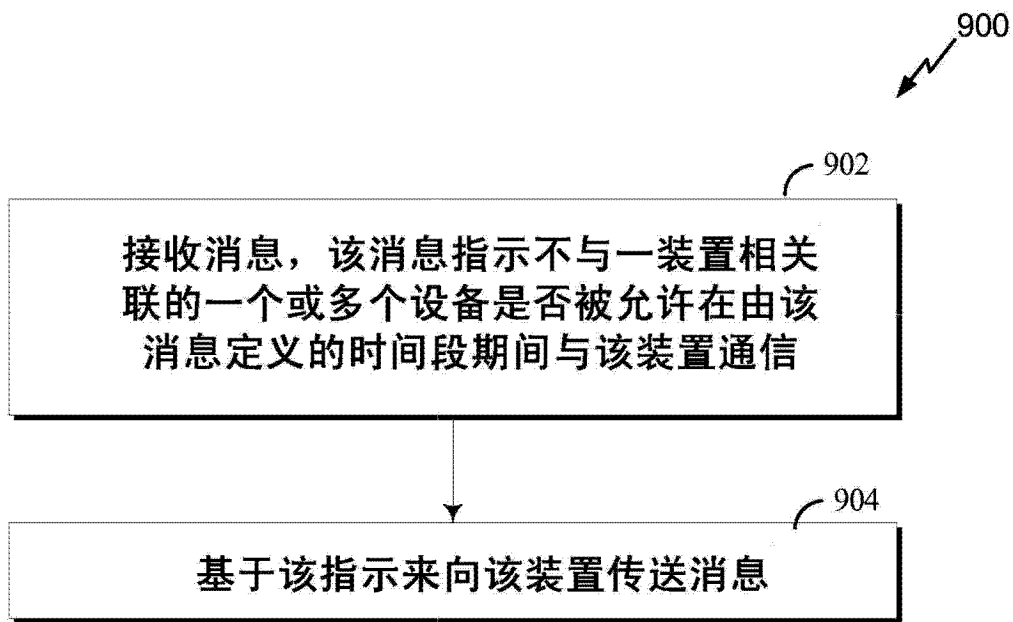 900
902
接收消息，该消息指示不与一装置相关
联的一个或多个设备是否被允许在由该
消息定义的时间段期间与该装置通信
904
基于该指示来向该装置传送消息